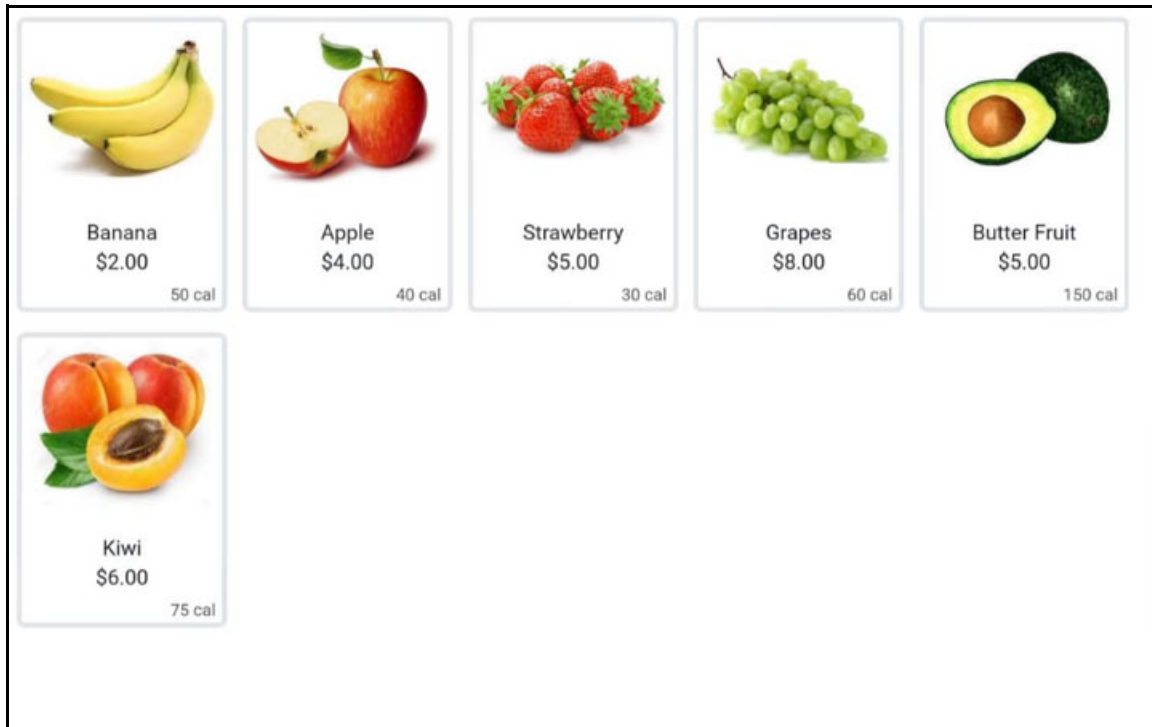 Banana
$2.00
50 cal
Apple
$4.00
40 cal
Strawberry
$5.00
30 cal
Grapes
$8.00
60 cal
Butter Fruit
$5.00
150 cal
Kiwi
$6.00
75 cal